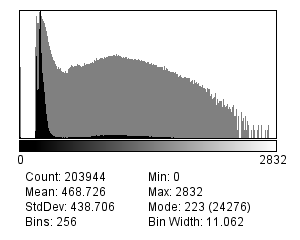 0 2832
Count: 203944 Min: 0
Mean: 468.726 Max: 2832
StdDev: 438.706 Mode: 223 (24276)
Bins: 256 Bin Width: 11.062